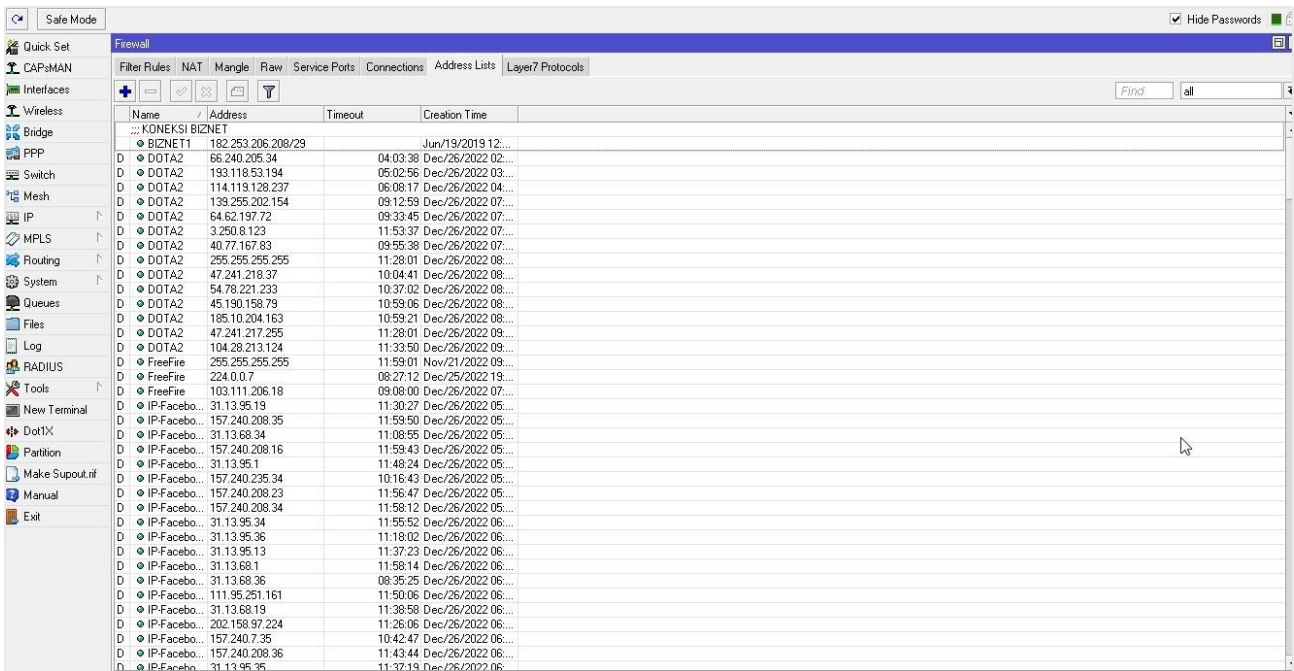 Safe Mode Hide Passwords
Quick Set
CAPsMAN
Interfaces
Wireless
Bridge
PPP
Switch
Mesh
IP
MPLS
Routing
System
Queues
Files
Log
RADIUS
Tools
New Terminal
Dot1X
Partition
Make Supout.rif
Manual
Exit
Firewall
Filter Rules NAT Mangle Raw Service Ports Connections Address Lists Layer7 Protocols
Find all
Name / Address Timeout Creation Time
;;; KONEKSI BIZNET
BIZNET1 182.253.206.208/29 Jun/19/2019 12:...
D DOTA2 66.240.205.34 04:03:38 Dec/26/2022 02:...
D DOTA2 193.118.53.194 05:02:56 Dec/26/2022 03:...
D DOTA2 114.119.128.237 06:08:17 Dec/26/2022 04:...
D DOTA2 139.255.202.154 09:12:59 Dec/26/2022 07:...
D DOTA2 64.62.197.72 09:33:45 Dec/26/2022 07:...
D DOTA2 3.250.8.123 11:53:37 Dec/26/2022 07:...
D DOTA2 40.77.167.83 09:55:38 Dec/26/2022 07:...
D DOTA2 255.255.255.255 11:28:01 Dec/26/2022 08:...
D DOTA2 47.241.218.37 10:04:41 Dec/26/2022 08:...
D DOTA2 54.78.221.233 10:37:02 Dec/26/2022 08:...
D DOTA2 45.190.158.79 10:59:06 Dec/26/2022 08:...
D DOTA2 185.10.204.163 10:59:21 Dec/26/2022 08:...
D DOTA2 47.241.217.255 11:28:01 Dec/26/2022 09:...
D DOTA2 104.28.213.124 11:33:50 Dec/26/2022 09:...
D FreeFire 255.255.255.255 11:59:01 Nov/21/2022 09:...
D FreeFire 224.0.0.7 08:27:12 Dec/25/2022 19:...
D FreeFire 103.111.206.18 09:08:00 Dec/26/2022 07:...
D IP-Facebo... 31.13.95.19 11:30:27 Dec/26/2022 05:...
D IP-Facebo... 157.240.208.35 11:59:50 Dec/26/2022 05:...
D IP-Facebo... 31.13.68.34 11:08:55 Dec/26/2022 05:...
D IP-Facebo... 157.240.208.16 11:59:43 Dec/26/2022 05:...
D IP-Facebo... 31.13.95.1 11:48:24 Dec/26/2022 05:...
D IP-Facebo... 157.240.235.34 10:16:43 Dec/26/2022 05:...
D IP-Facebo... 157.240.208.23 11:56:47 Dec/26/2022 05:...
D IP-Facebo... 157.240.208.34 11:58:12 Dec/26/2022 05:...
D IP-Facebo... 31.13.95.34 11:55:52 Dec/26/2022 06:...
D IP-Facebo... 31.13.95.36 11:18:02 Dec/26/2022 06:...
D IP-Facebo... 31.13.95.13 11:37:23 Dec/26/2022 06:...
D IP-Facebo... 31.13.68.1 11:58:14 Dec/26/2022 06:...
D IP-Facebo... 31.13.68.36 08:35:25 Dec/26/2022 06:...
D IP-Facebo... 111.95.251.161 11:50:06 Dec/26/2022 06:...
D IP-Facebo... 31.13.68.19 11:38:58 Dec/26/2022 06:...
D IP-Facebo... 202.158.97.224 11:26:06 Dec/26/2022 06:...
D IP-Facebo... 157.240.7.35 10:42:47 Dec/26/2022 06:...
D IP-Facebo... 157.240.208.36 11:43:44 Dec/26/2022 06:...
D IP-Facebo... 31.13.95.35 11:37:19 Dec/26/2022 06:...